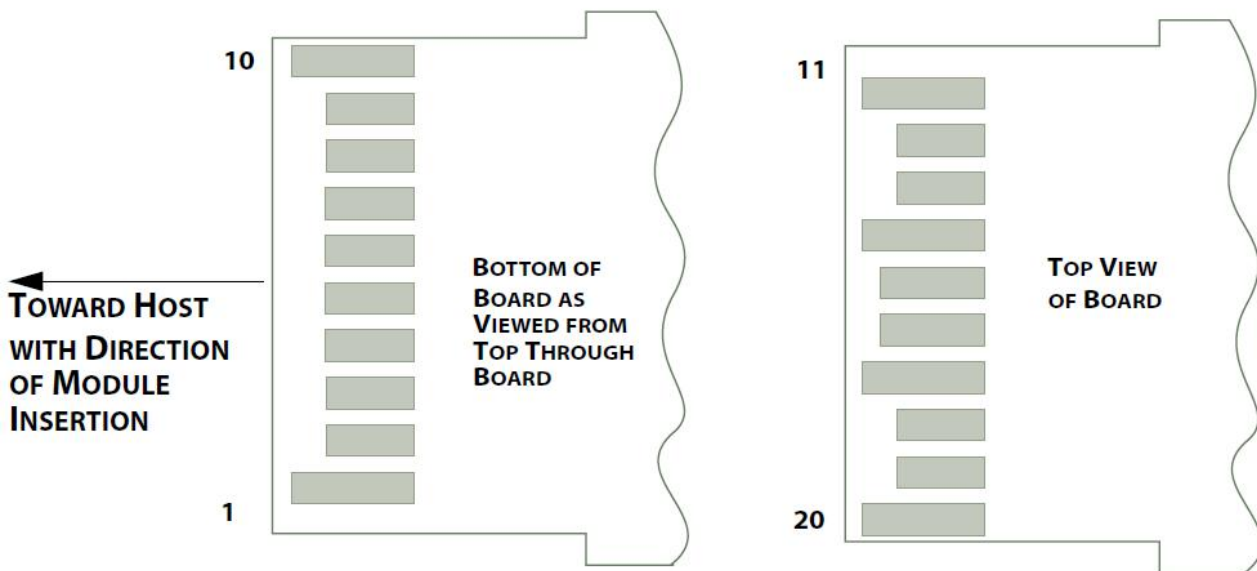 10
1
TOWARD HOST
WITH DIRECTION
OF MODULE
INSERTION
BOTTOM OF
BOARD AS
VIEWED FROM
TOP THROUGH
BOARD
11
20
TOP VIEW
OF BOARD